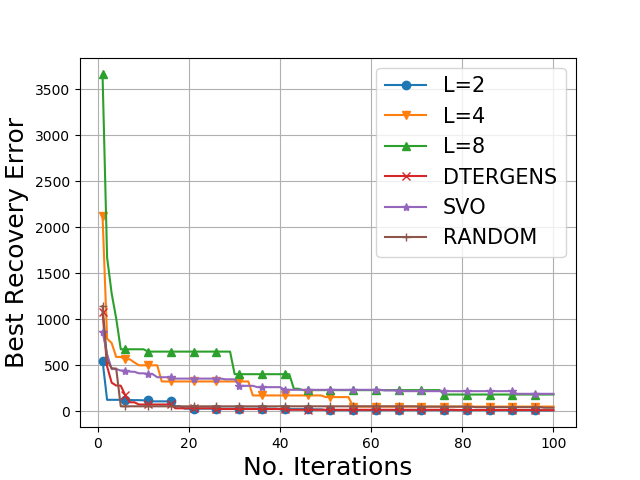 3500
3000
2500
2000
1500
1000
500
0
Best Recovery Error
L=2
L=4
L=8
DTERGENS
SVO
RANDOM
0 20 40 60 80 100
No. Iterations